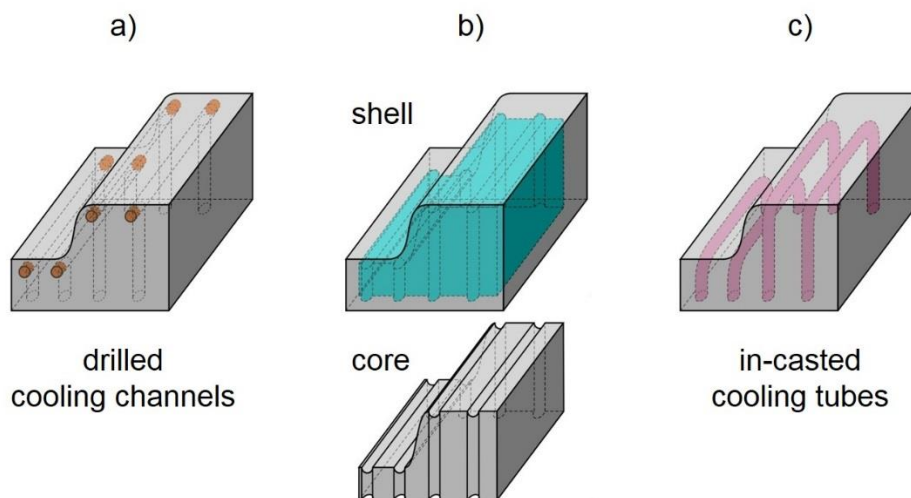 a)
b)
c)
shell
core
drilled
cooling channels
in-casted
cooling tubes